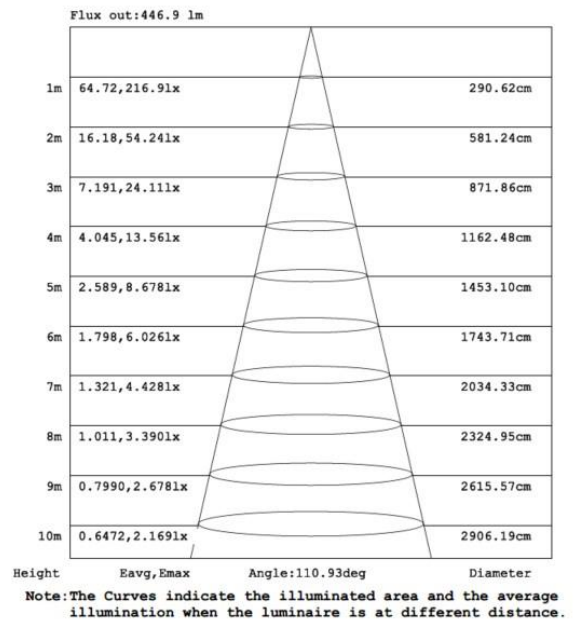 Flux out:446.9 lm
1m 64.72,216.9lx 290.62cm
2m 16.18,54.24lx 581.24cm
3m 7.191,24.11lx 871.86cm
4m 4.045,13.56lx 1162.48cm
5m 2.589,8.678lx 1453.10cm
6m 1.798,6.026lx 1743.71cm
7m 1.321,4.428lx 2034.33cm
8m 1.011,3.390lx 2324.95cm
9m 0.7990,2.678lx 2615.57cm
10m 0.6472,2.169lx 2906.19cm
Height Eavg,Emax Angle:110.93deg Diameter
Note:The Curves indicate the illuminated area and the average
illumination when the luminaire is at different distance.